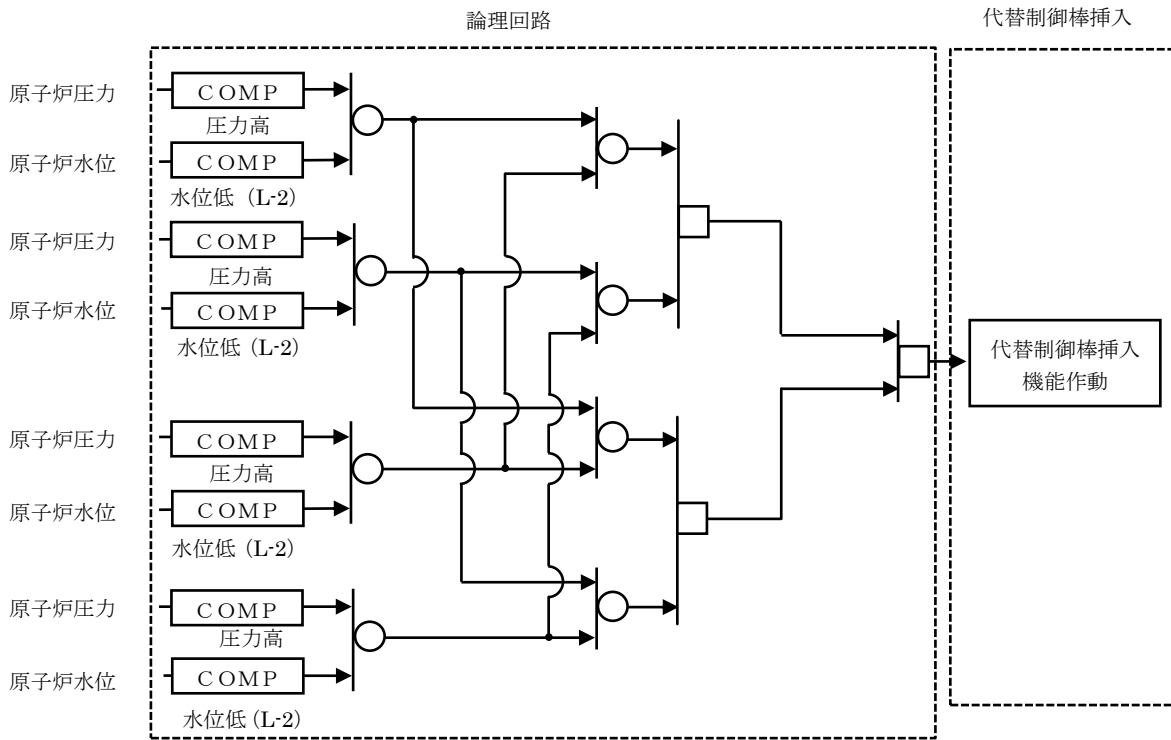 論理回路
代替制御棒挿入
原子炉圧力
COMP
圧力高
原子炉水位
COMP
水位低 (L-2)
原子炉圧力
COMP
圧力高
原子炉水位
COMP
水位低 (L-2)
代替制御棒挿入
機能作動
原子炉圧力
COMP
圧力高
原子炉水位
COMP
水位低 (L-2)
原子炉圧力
COMP
圧力高
原子炉水位
COMP
水位低 (L-2)